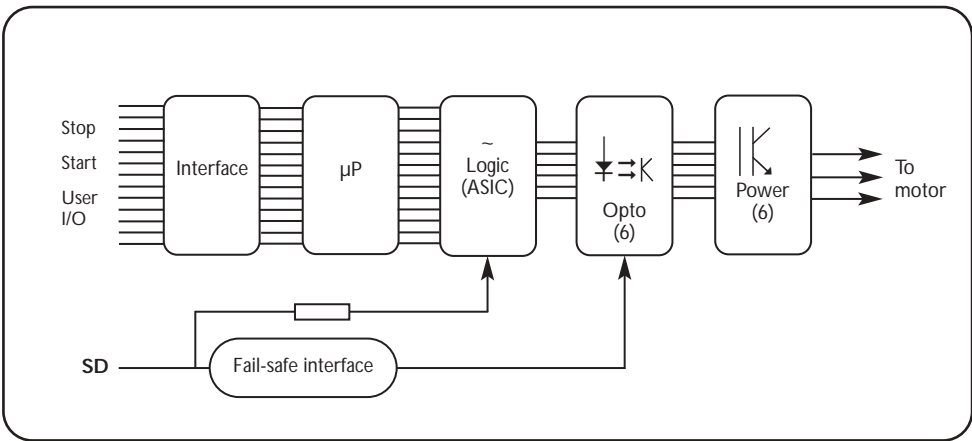 Stop
Start
User
I/O
Interface
µP
~
Logic
(ASIC)
Opto
(6)
Power
(6)
To
motor
SD
Fail-safe interface